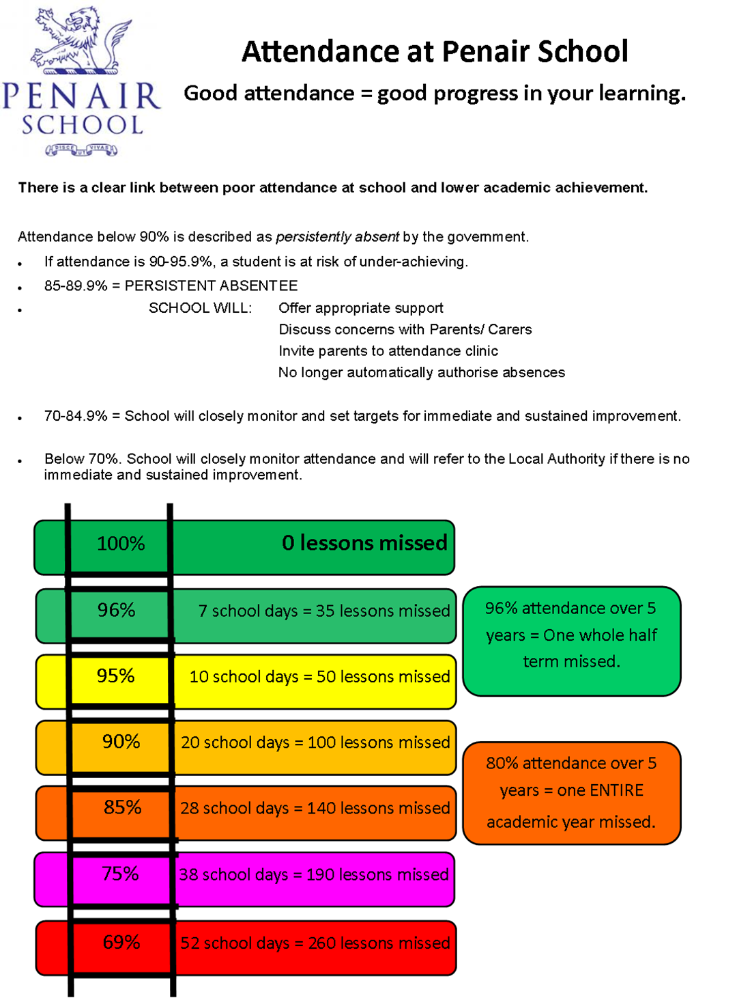 Attendance at Penair School
Good attendance = good progress in your learning.
PENAIR
SCHOOL
DISCE UT VIVAS
There is a clear link between poor attendance at school and lower academic achievement.
Attendance below 90% is described as persistently absent by the government.
• If attendance is 90-95.9%, a student is at risk of under-achieving.
• 85-89.9% = PERSISTENT ABSENTEE
• SCHOOL WILL: Offer appropriate support
Discuss concerns with Parents/ Carers
Invite parents to attendance clinic
No longer automatically authorise absences
• 70-84.9% = School will closely monitor and set targets for immediate and sustained improvement.
• Below 70%. School will closely monitor attendance and will refer to the Local Authority if there is no
immediate and sustained improvement.
100% 0 lessons missed
96% 7 school days = 35 lessons missed
95% 10 school days = 50 lessons missed
90% 20 school days = 100 lessons missed
85% 28 school days = 140 lessons missed
75% 38 school days = 190 lessons missed
69% 52 school days = 260 lessons missed
96% attendance over 5
years = One whole half
term missed.
80% attendance over 5
years = one ENTIRE
academic year missed.